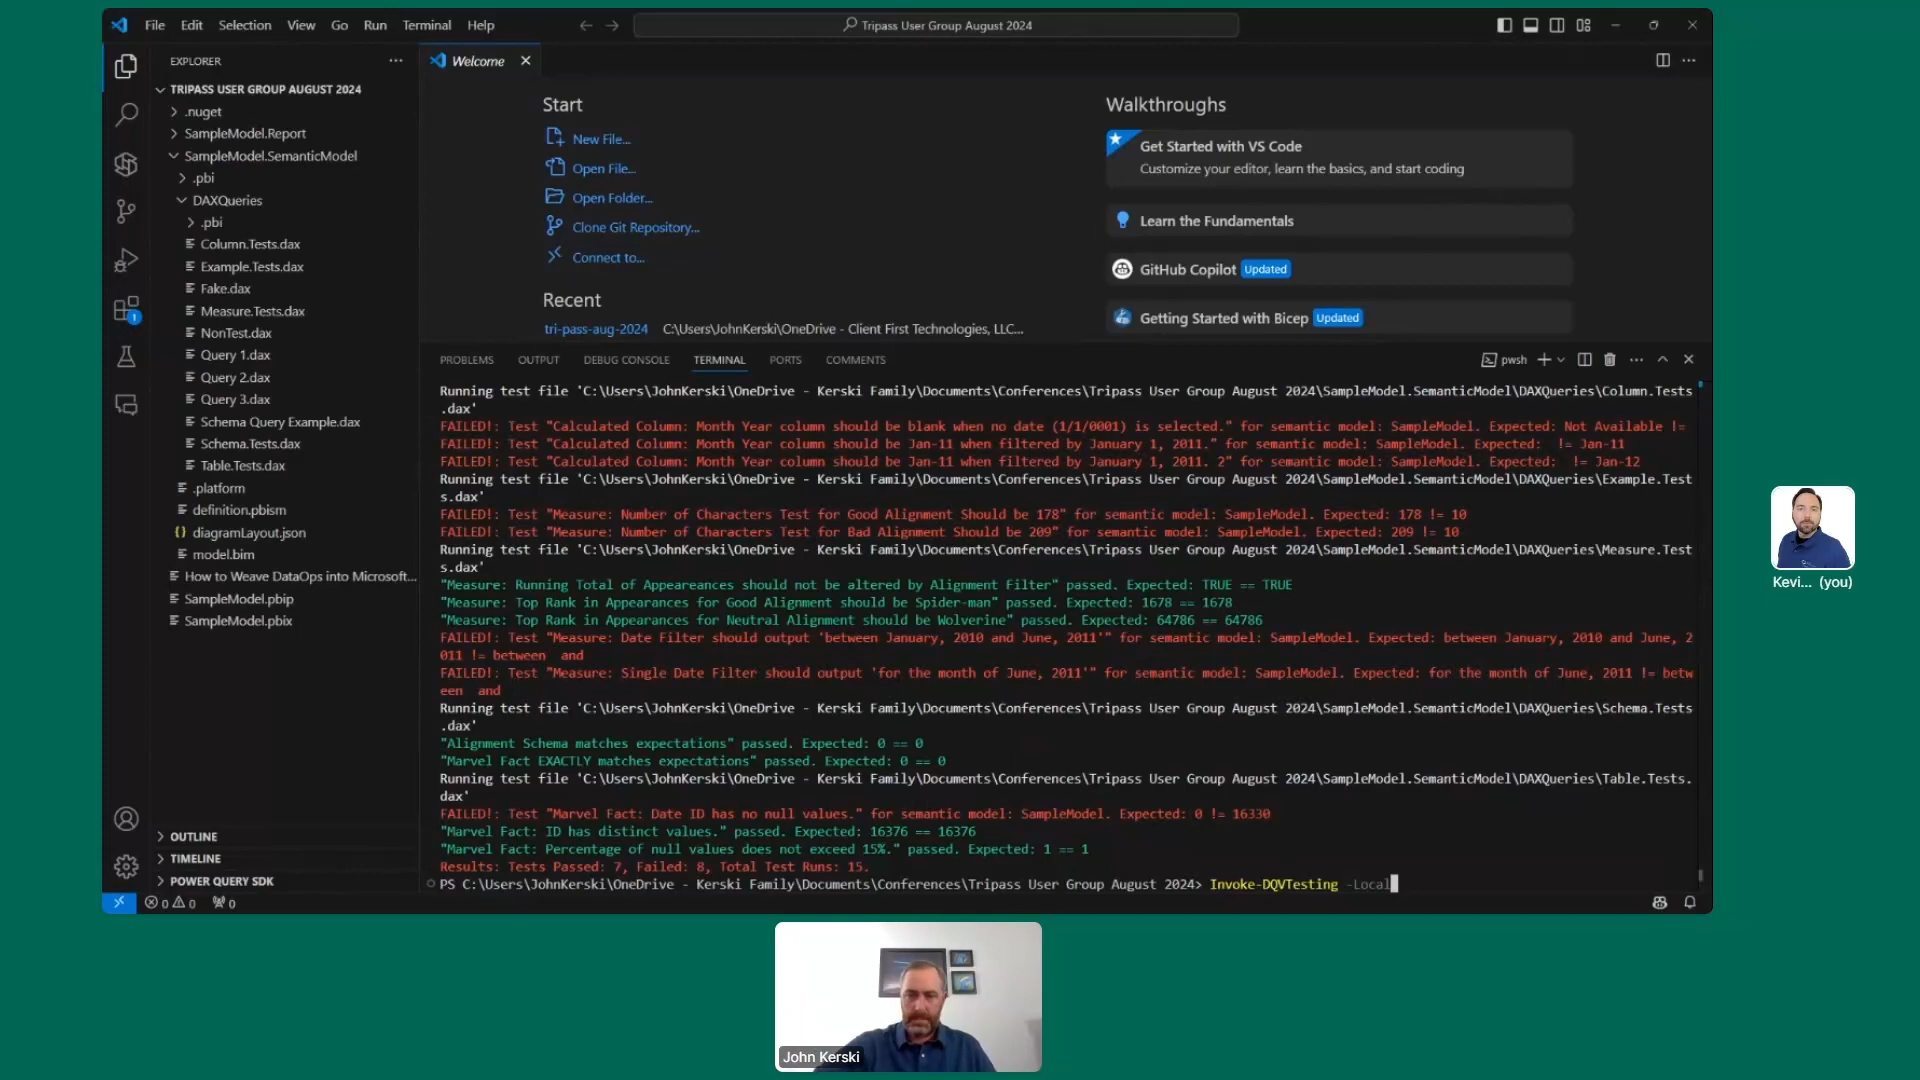 File Edit Selection View Go Run Terminal Help
Tripass User Group August 2024
EXPLORER
TRIPASS USER GROUP AUGUST 2024
.nuget
SampleModel.Report
SampleModel.SemanticModel
.pbi
DAXQueries
.pbi
Column.Tests.dax
Example.Tests.dax
Fake.dax
Measure.Tests.dax
NonTest.dax
Query 1.dax
Query 2.dax
Query 3.dax
Schema Query Example.dax
Schema.Tests.dax
Table.Tests.dax
.platform
definition.pbism
diagramLayout.json
model.bim
How to Weave DataOps into Microsoft...
SampleModel.pbip
SampleModel.pbix
OUTLINE
TIMELINE
POWER QUERY SDK
1
Welcome
Start
New File...
Open File...
Open Folder...
Clone Git Repository...
Connect to...
Recent
tri-pass-aug-2024 C:\Users\JohnKerski\OneDrive - Client First Technologies, LLC...
Walkthroughs
Get Started with VS Code
Customize your editor, learn the basics, and start coding
Learn the Fundamentals
GitHub Copilot Updated
Getting Started with Bicep Updated
PROBLEMS OUTPUT DEBUG CONSOLE TERMINAL PORTS COMMENTS
pwsh
Running test file 'C:\Users\JohnKerski\OneDrive - Kerski Family\Documents\Conferences\Tripass User Group August 2024\SampleModel.SemanticModel\DAXQueries\Column.Tests
.dax'
FAILED!: Test "Calculated Column: Month Year column should be blank when no date (1/1/0001) is selected." for semantic model: SampleModel. Expected: Not Available !=
FAILED!: Test "Calculated Column: Month Year column should be Jan-11 when filtered by January 1, 2011." for semantic model: SampleModel. Expected:  != Jan-11
FAILED!: Test "Calculated Column: Month Year column should be Jan-11 when filtered by January 1, 2011. 2" for semantic model: SampleModel. Expected:  != Jan-12
Running test file 'C:\Users\JohnKerski\OneDrive - Kerski Family\Documents\Conferences\Tripass User Group August 2024\SampleModel.SemanticModel\DAXQueries\Example.Test
s.dax'
FAILED!: Test "Measure: Number of Characters Test for Good Alignment Should be 178" for semantic model: SampleModel. Expected: 178 != 10
FAILED!: Test "Measure: Number of Characters Test for Bad Alignment Should be 209" for semantic model: SampleModel. Expected: 209 != 10
Running test file 'C:\Users\JohnKerski\OneDrive - Kerski Family\Documents\Conferences\Tripass User Group August 2024\SampleModel.SemanticModel\DAXQueries\Measure.Test
s.dax'
"Measure: Running Total of Appeareances should not be altered by Alignment Filter" passed. Expected: TRUE == TRUE
"Measure: Top Rank in Appearances for Good Alignment should be Spider-man" passed. Expected: 1678 == 1678
"Measure: Top Rank in Appearances for Neutral Alignment should be Wolverine" passed. Expected: 64786 == 64786
FAILED!: Test "Measure: Date Filter should output 'between January, 2010 and June, 2011'" for semantic model: SampleModel. Expected: between January, 2010 and June, 2
011 != between  and
FAILED!: Test "Measure: Single Date Filter should output 'for the month of June, 2011'" for semantic model: SampleModel. Expected: for the month of June, 2011 != betw
een  and
Running test file 'C:\Users\JohnKerski\OneDrive - Kerski Family\Documents\Conferences\Tripass User Group August 2024\SampleModel.SemanticModel\DAXQueries\Schema.Tests
.dax'
"Alignment Schema matches expectations" passed. Expected: 0 == 0
"Marvel Fact EXACTLY matches expectations" passed. Expected: 0 == 0
Running test file 'C:\Users\JohnKerski\OneDrive - Kerski Family\Documents\Conferences\Tripass User Group August 2024\SampleModel.SemanticModel\DAXQueries\Table.Tests.
dax'
FAILED!: Test "Marvel Fact: Date ID has no null values." for semantic model: SampleModel. Expected: 0 != 16330
"Marvel Fact: ID has distinct values." passed. Expected: 16376 == 16376
"Marvel Fact: Percentage of null values does not exceed 15%." passed. Expected: 1 == 1
Results: Tests Passed: 7, Failed: 8, Total Test Runs: 15.
PS C:\Users\JohnKerski\OneDrive - Kerski Family\Documents\Conferences\Tripass User Group August 2024> Invoke-DQVTesting -Local
0 0 0
Kevi... (you)
John Kerski